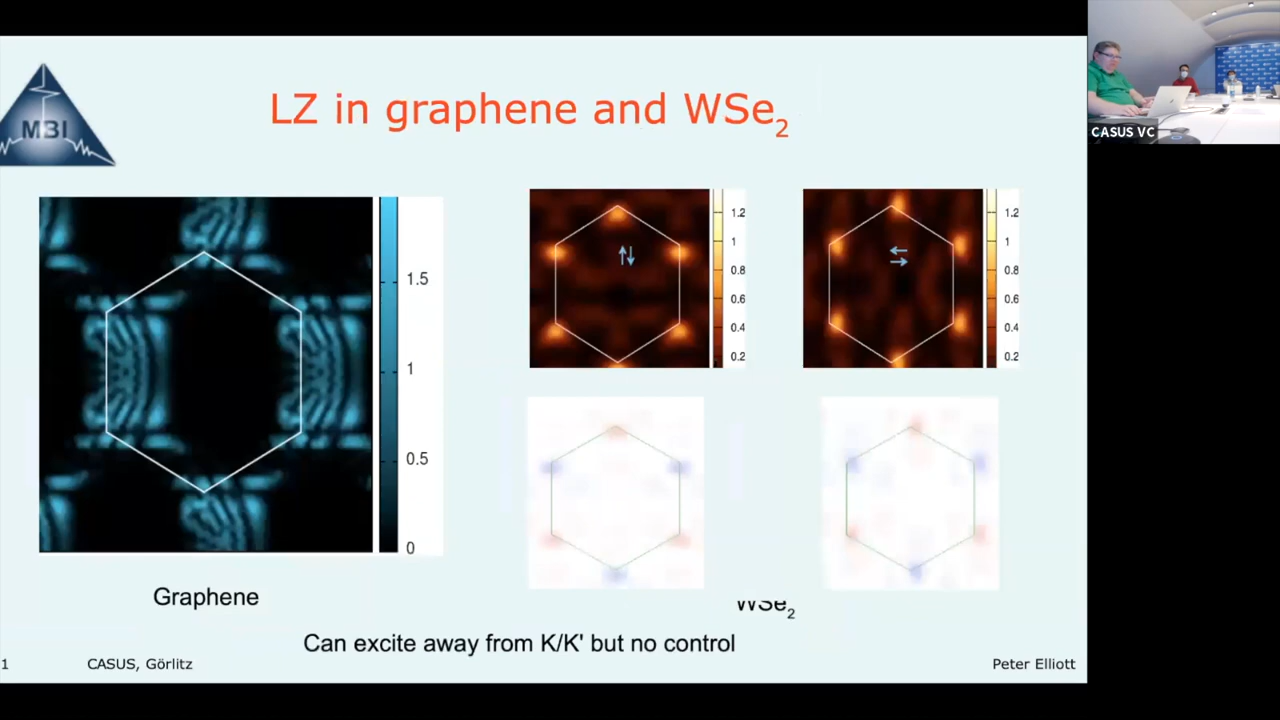 LZ in graphene and WSe2
MBI
CASUS VC
1.5
1
0.5
0
1.2
1
0.8
0.6
0.4
0.2
1.2
1
0.8
0.6
0.4
0.2
Graphene
WSe2
Can excite away from K/K' but no control
1
CASUS, Görlitz
Peter Elliott